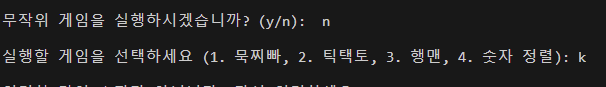 무작위 게임을 실행하시겠습니까? (y/n): n
실행할 게임을 선택하세요 (1. 묵찌빠, 2. 틱택토, 3. 행맨, 4. 숫자 정렬): k